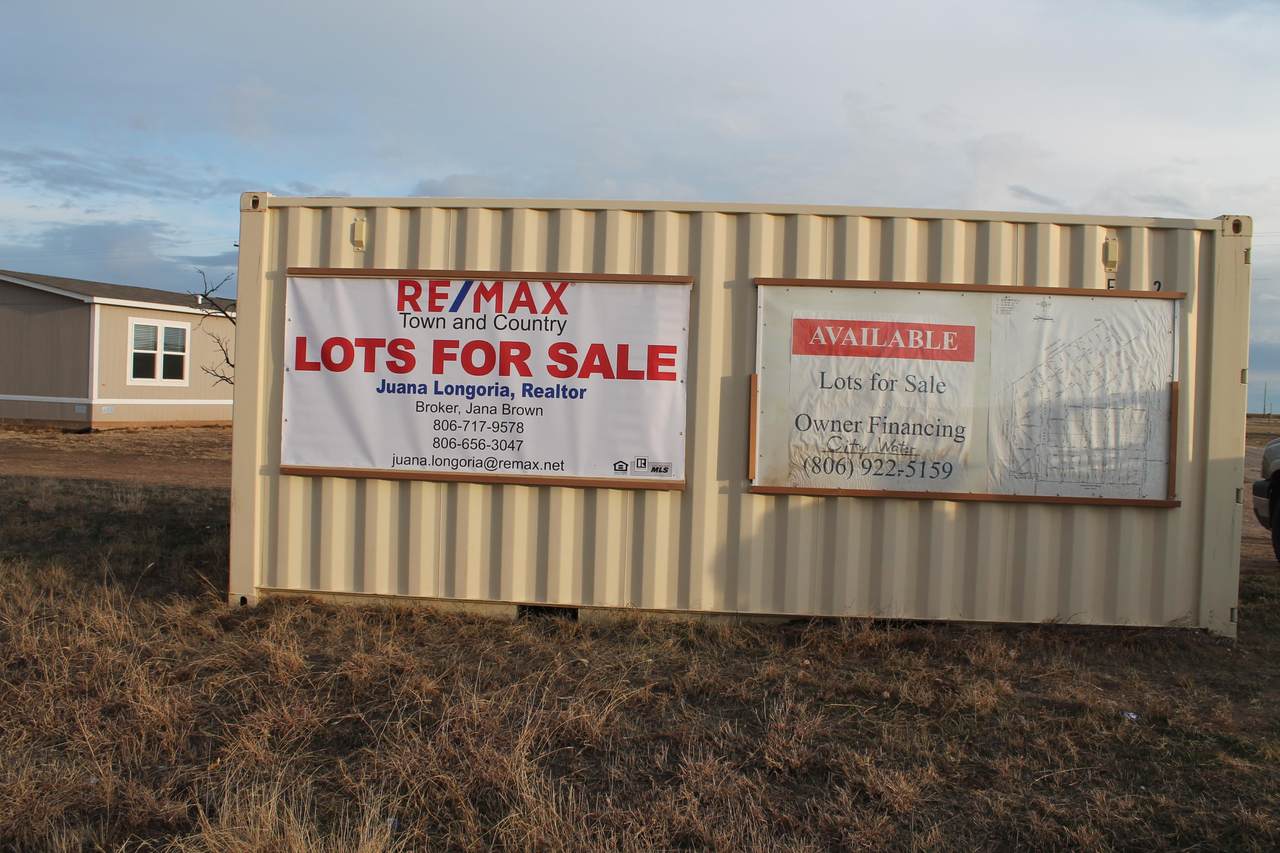 RE/MAX
Town and Country
LOTS FOR SALE
Juana Longoria, Realtor
Broker, Jana Brown
806-717-9578
806-656-3047
juana.longoria@remax.net
R
MLS
AVAILABLE
Lots for Sale
Owner Financing
City Water
(806) 922-5159